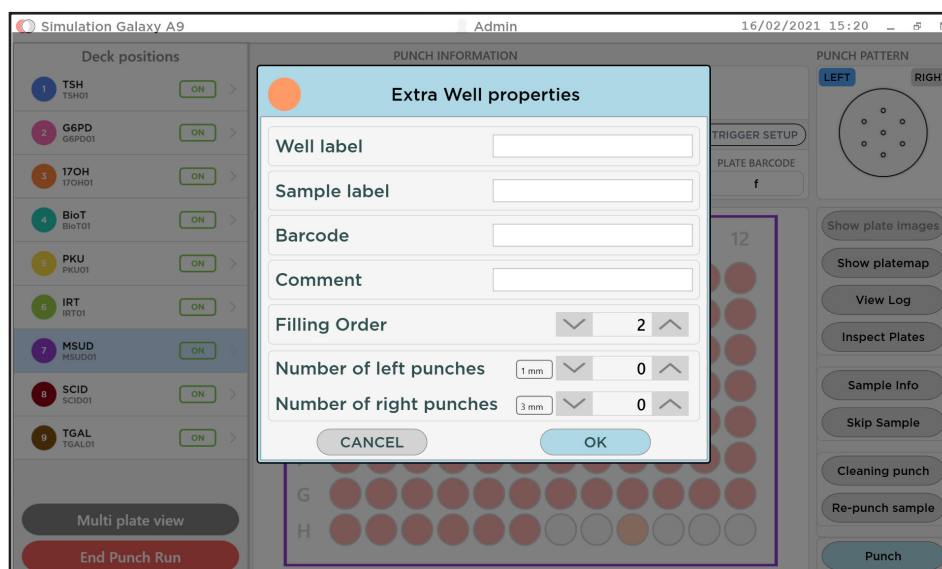 Simulation Galaxy A9
Admin
16/02/2021 15:20
Deck positions
1 TSH
TSH01
ON
2 G6PD
G6PD01
ON
3 17OH
17OH01
ON
4 BioT
BioT01
ON
5 PKU
PKU01
ON
6 IRT
IRT01
ON
7 MSUD
MSUD01
ON
8 SCID
SCID01
ON
9 TGAL
TGAL01
ON
Multi plate view
End Punch Run
PUNCH INFORMATION
TRIGGER SETUP
PLATE BARCODE
f
12
G
H
Extra Well properties
Well label
Sample label
Barcode
Comment
Filling Order 2
Number of left punches 1 mm 0
Number of right punches 3 mm 0
CANCEL
OK
PUNCH PATTERN
LEFT
RIGH
Show plate images
Show platemap
View Log
Inspect Plates
Sample Info
Skip Sample
Cleaning punch
Re-punch sample
Punch